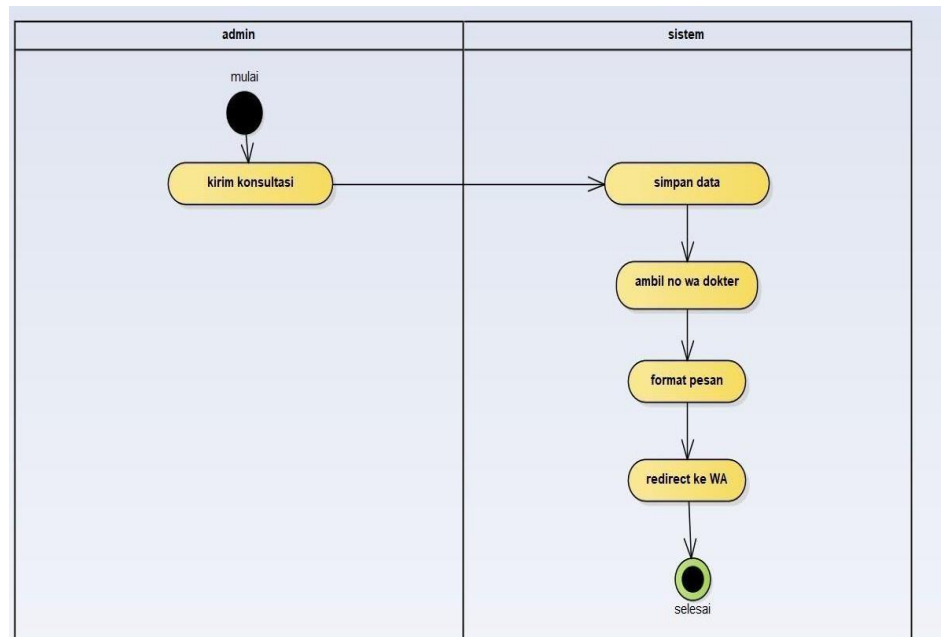 admin
sistem
mulai
kirim konsultasi
simpan data
ambil no wa dokter
format pesan
redirect ke WA
selesai